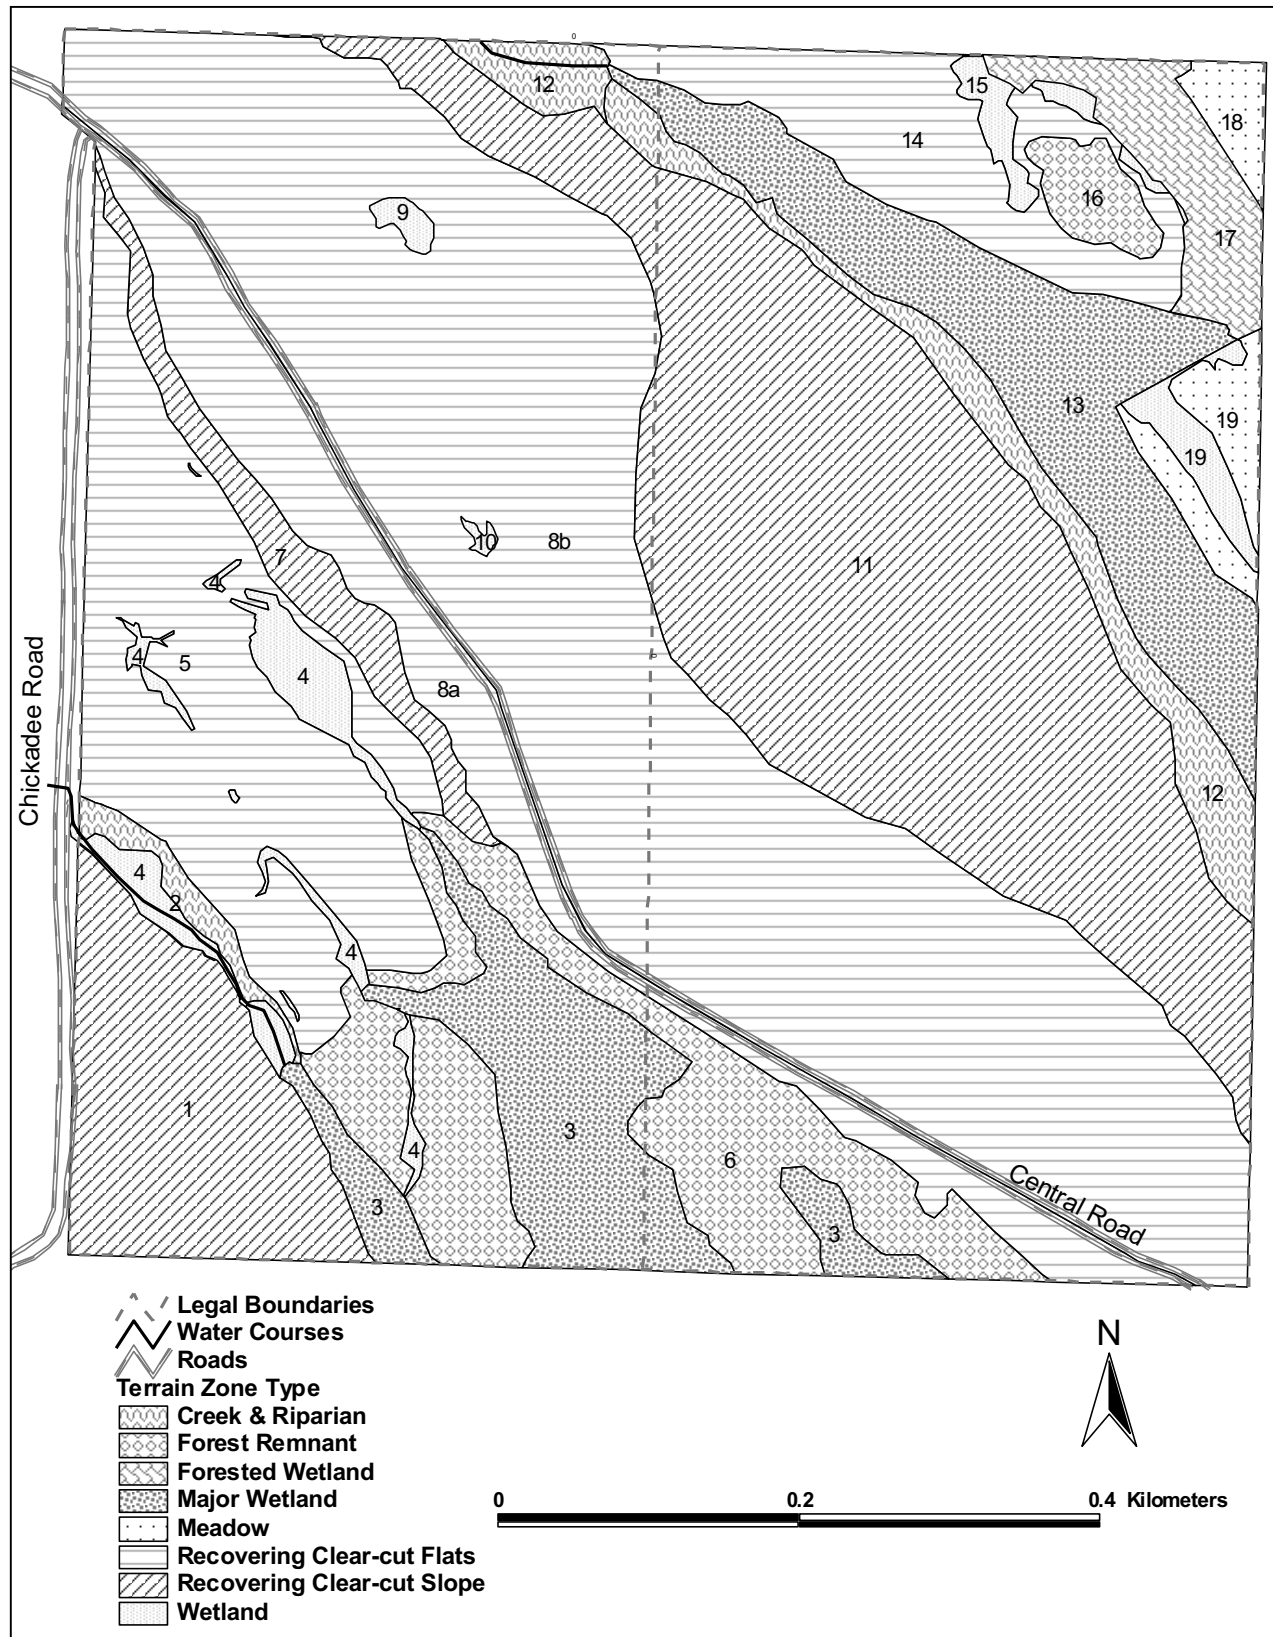 12
15
18
14
16
9
17
13
19
19
10
8b
11
7
4
4
5
4
8a
Chickadee Road
12
4
2
4
1
3
4
6
3
3
Central Road
Legal Boundaries
Water Courses
Roads
Terrain Zone Type
Creek & Riparian
Forest Remnant
Forested Wetland
Major Wetland
Meadow
Recovering Clear-cut Flats
Recovering Clear-cut Slope
Wetland
N
0 0.2 0.4 Kilometers